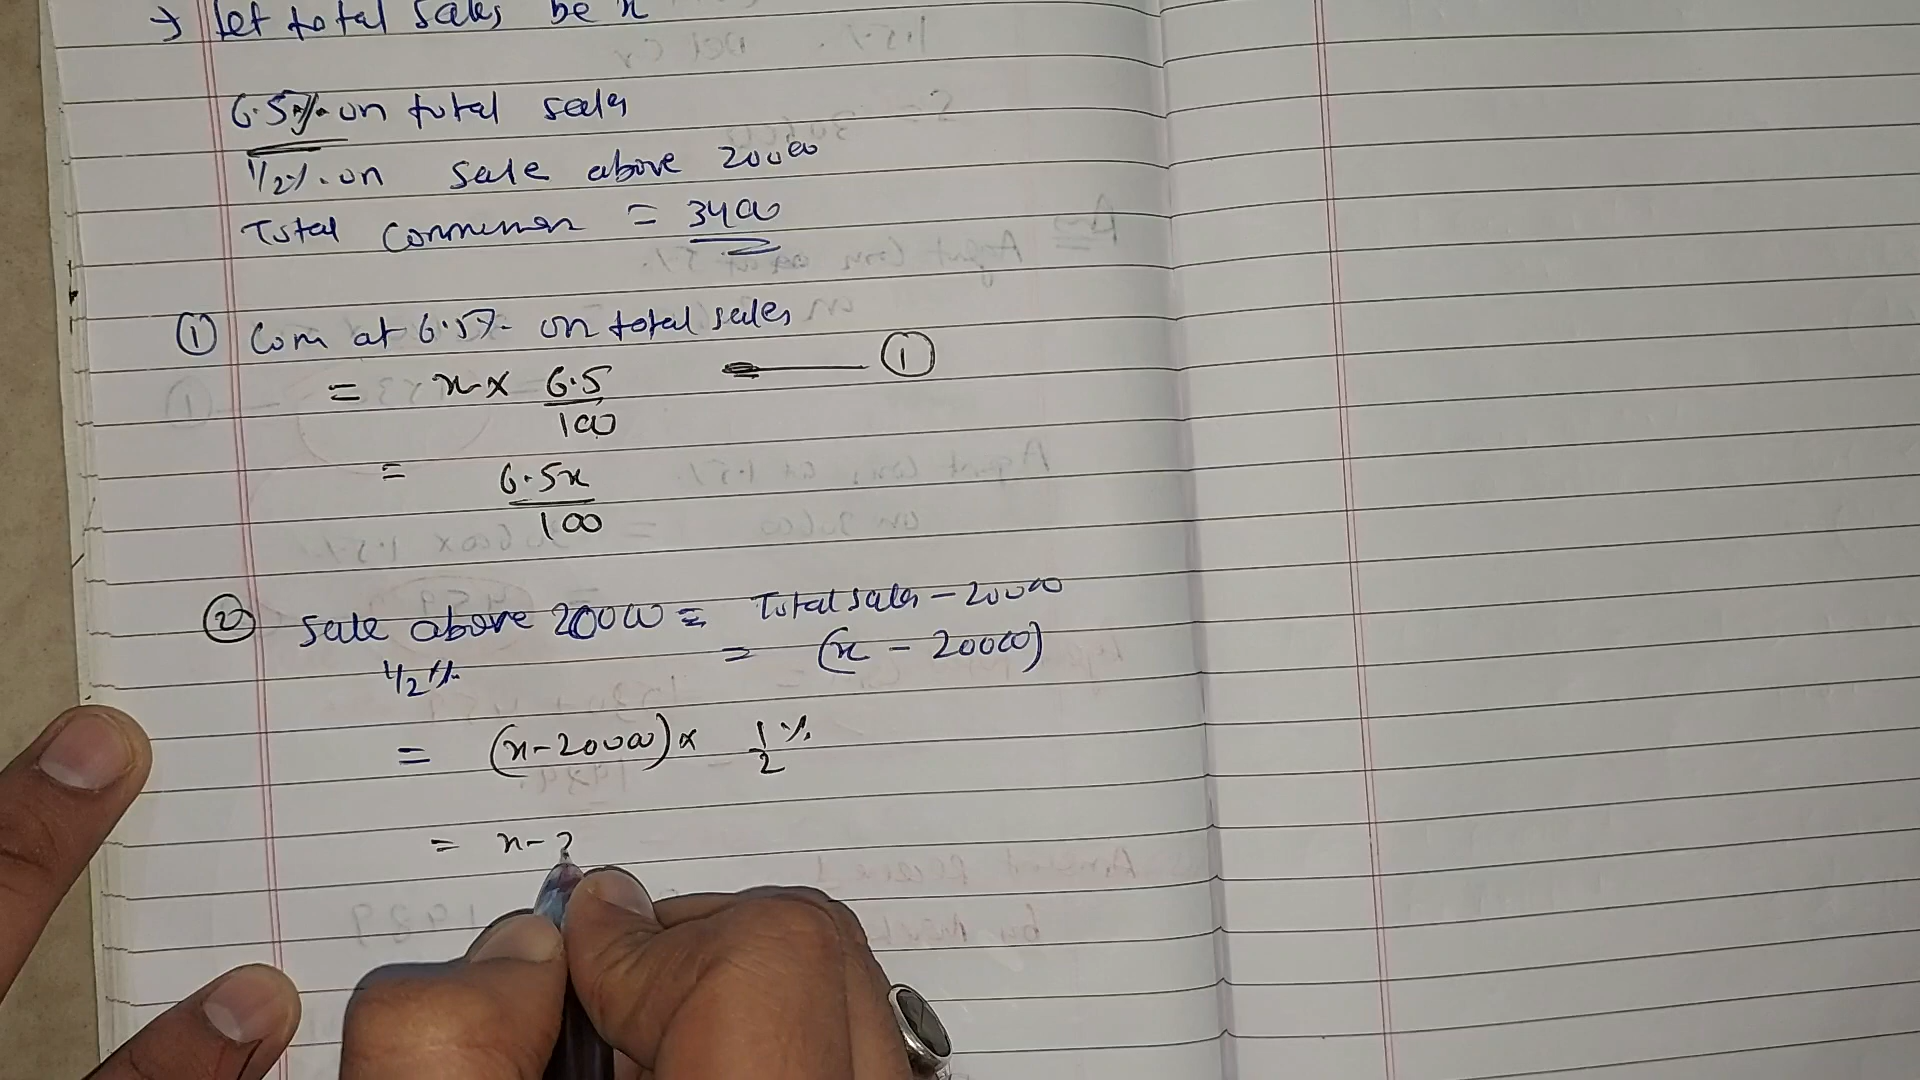 → let total sales be x
6.5% on total sales
1/2% on sale above 20000
Total commission = 3400
① Com at 6.5% on total sales
= x × 6.5/100 — ①
= 6.5x/100
② Sale above 20000 = Total sales - 20000
1/2% = (x - 20000)
= (x-20000) × 1/2 %
= x-2